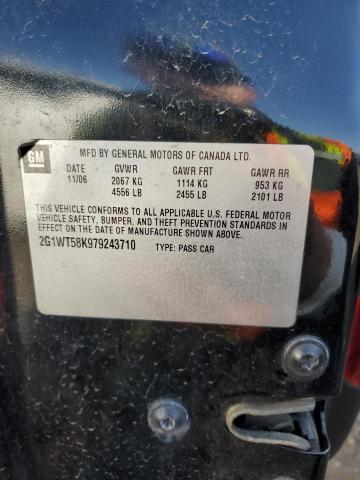 GM
MFD BY GENERAL MOTORS OF CANADA LTD.
DATE GVWR GAWR FRT GAWR RR
11/06 2067 KG 1114 KG 953 KG
4556 LB 2455 LB 2101 LB
THIS VEHICLE CONFORMS TO ALL APPLICABLE U.S. FEDERAL MOTOR
VEHICLE SAFETY, BUMPER, AND THEFT PREVENTION STANDARDS IN
EFFECT ON THE DATE OF MANUFACTURE SHOWN ABOVE.
2G1WT58K979243710 TYPE: PASS CAR